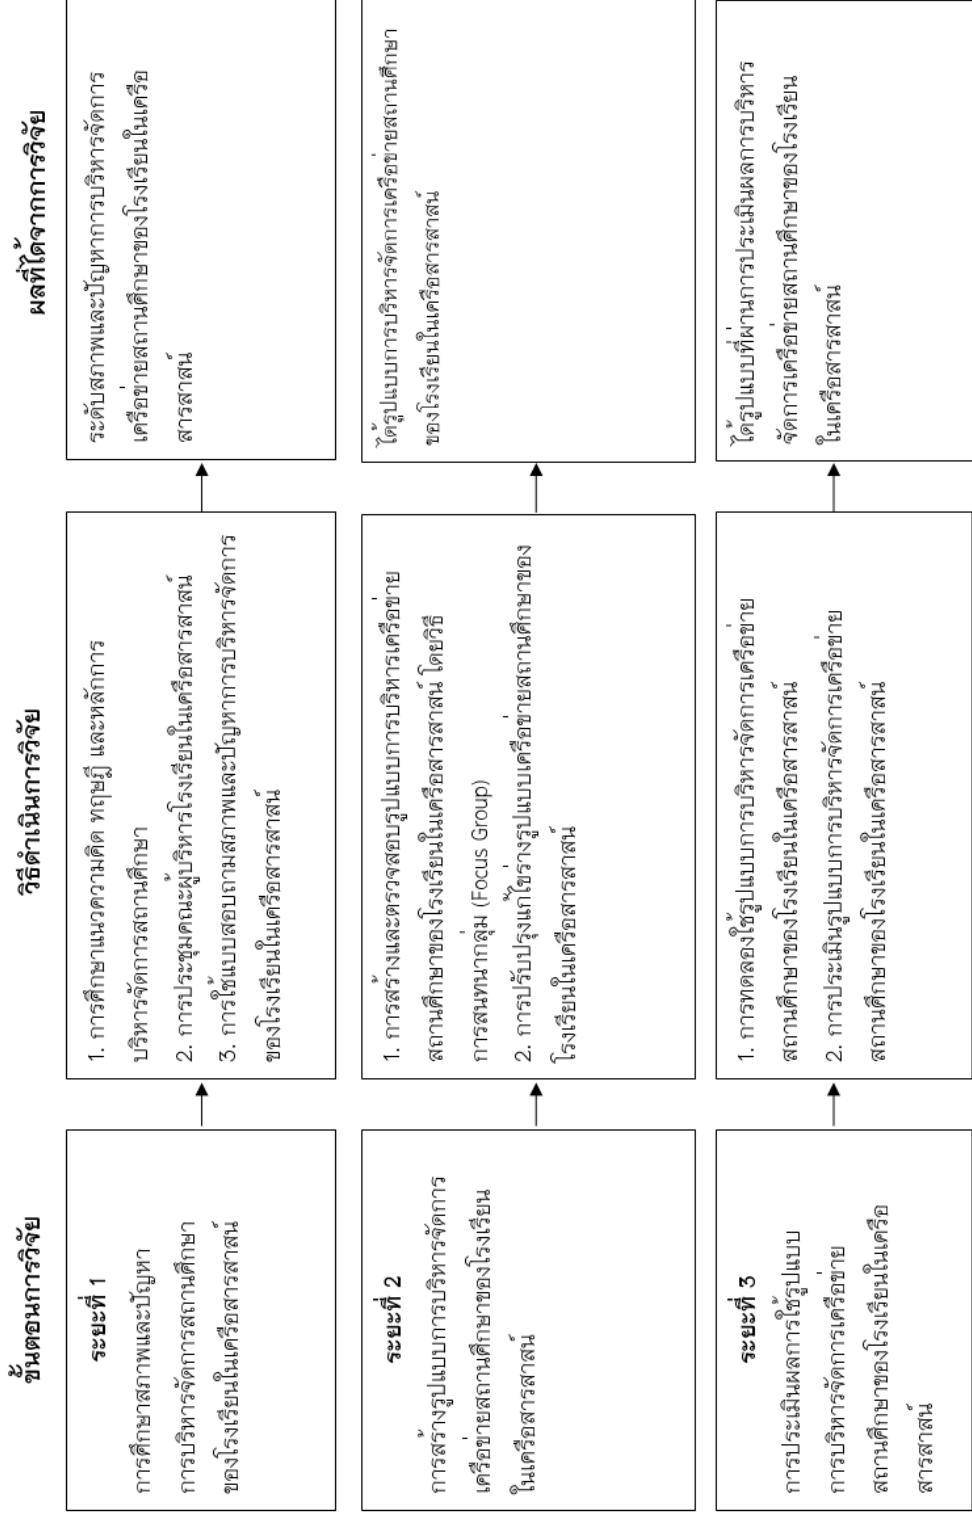 ขั้นตอนการวิจัย
วิธีดำเนินการวิจัย
ผลที่ได้จากการวิจัย
ระยะที่ 1
การศึกษาสภาพและปัญหา
การบริหารจัดการสถานศึกษา
ของโรงเรียนในเครือสารสาสน์
1. การศึกษาแนวความคิด ทฤษฎี และหลักการ
บริหารจัดการสถานศึกษา
2. การประชุมคณะผู้บริหารโรงเรียนในเครือสารสาสน์
3. การใช้แบบสอบถามสภาพและปัญหาการบริหารจัดการ
ของโรงเรียนในเครือสารสาสน์
ระดับสภาพและปัญหาการบริหารจัดการ
เครือข่ายสถานศึกษาของโรงเรียนในเครือ
สารสาสน์
ระยะที่ 2
การสร้างรูปแบบการบริหารจัดการ
เครือข่ายสถานศึกษาของโรงเรียน
ในเครือสารสาสน์
1. การสร้างและตรวจสอบรูปแบบการบริหารเครือข่าย
สถานศึกษาของโรงเรียนในเครือสารสาสน์ โดยวิธี
การสนทนากลุ่ม (Focus Group)
2. การปรับปรุงแก้ไขร่างรูปแบบเครือข่ายสถานศึกษาของ
โรงเรียนในเครือสารสาสน์
ได้รูปแบบการบริหารจัดการเครือข่ายสถานศึกษา
ของโรงเรียนในเครือสารสาสน์
ระยะที่ 3
การประเมินผลการใช้รูปแบบ
การบริหารจัดการเครือข่าย
สถานศึกษาของโรงเรียนในเครือ
สารสาสน์
1. การทดลองใช้รูปแบบการบริหารจัดการเครือข่าย
สถานศึกษาของโรงเรียนในเครือสารสาสน์
2. การประเมินรูปแบบการบริหารจัดการเครือข่าย
สถานศึกษาของโรงเรียนในเครือสารสาสน์
ได้รูปแบบที่ผ่านการประเมินผลการบริหาร
จัดการเครือข่ายสถานศึกษาของโรงเรียน
ในเครือสารสาสน์